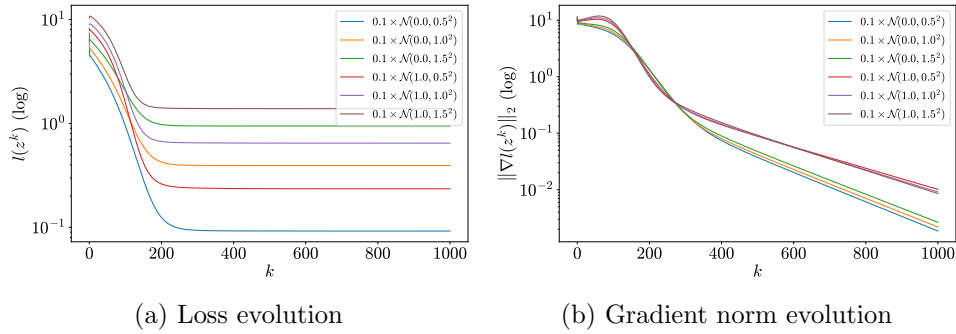 10^1
10^0
10^{-1}
l(z^k) (log)
0 200 400 600 800 1000
k
0.1 × N(0.0, 0.5^2)
0.1 × N(0.0, 1.0^2)
0.1 × N(0.0, 1.5^2)
0.1 × N(1.0, 0.5^2)
0.1 × N(1.0, 1.0^2)
0.1 × N(1.0, 1.5^2)
(a) Loss evolution
10^1
10^0
10^{-1}
10^{-2}
||∇l(z^k)||_2 (log)
0 200 400 600 800 1000
k
0.1 × N(0.0, 0.5^2)
0.1 × N(0.0, 1.0^2)
0.1 × N(0.0, 1.5^2)
0.1 × N(1.0, 0.5^2)
0.1 × N(1.0, 1.0^2)
0.1 × N(1.0, 1.5^2)
(b) Gradient norm evolution